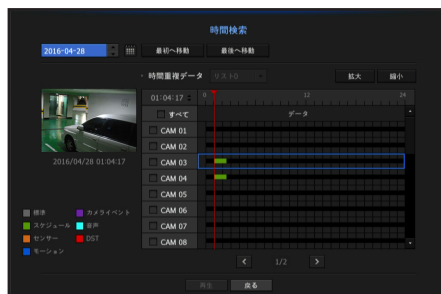 時間検索
2016-04-28
最初へ移動
最後へ移動
時間重複データ
リスト0
拡大
縮小
01:04:17
0
12
24
すべて
データ
CAM 01
CAM 02
CAM 03
CAM 04
CAM 05
CAM 06
CAM 07
CAM 08
2016/04/28 01:04:17
標準
カメライベント
スケジュール
音声
センサー
DST
モーション
1/2
再生
戻る